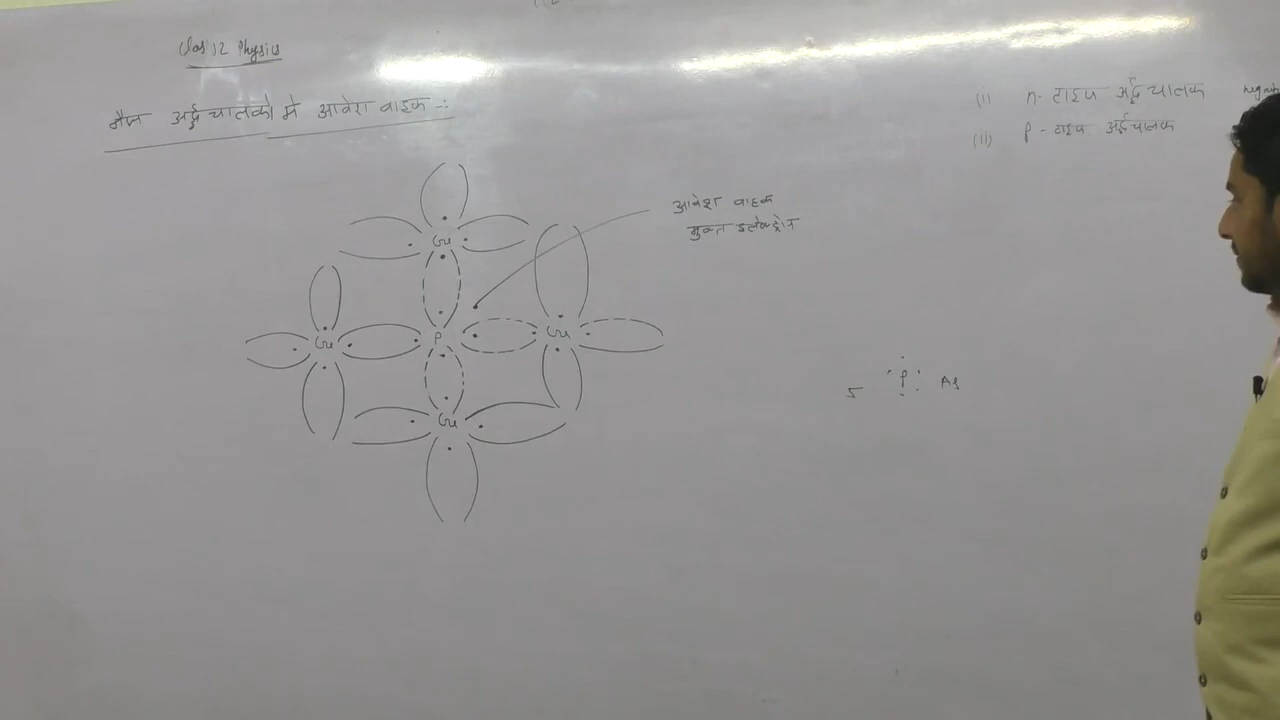 Class 12 Physics
अर्द्धचालकों में आवेश वाहक -:
(i) n- टाइप अर्द्धचालक
(ii) p - टाइप अर्द्धचालक
आवेश वाहक
मुक्त इलेक्ट्रोन
Ge
Ge P Ge
Ge
5 P As